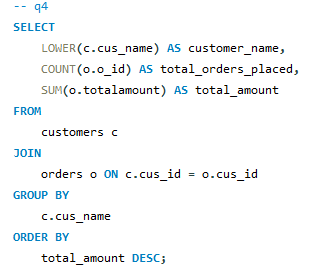 -- q4
SELECT
    LOWER(c.cus_name) AS customer_name,
    COUNT(o.o_id) AS total_orders_placed,
    SUM(o.totalamount) AS total_amount
FROM
    customers c
JOIN
    orders o ON c.cus_id = o.cus_id
GROUP BY
    c.cus_name
ORDER BY
    total_amount DESC;